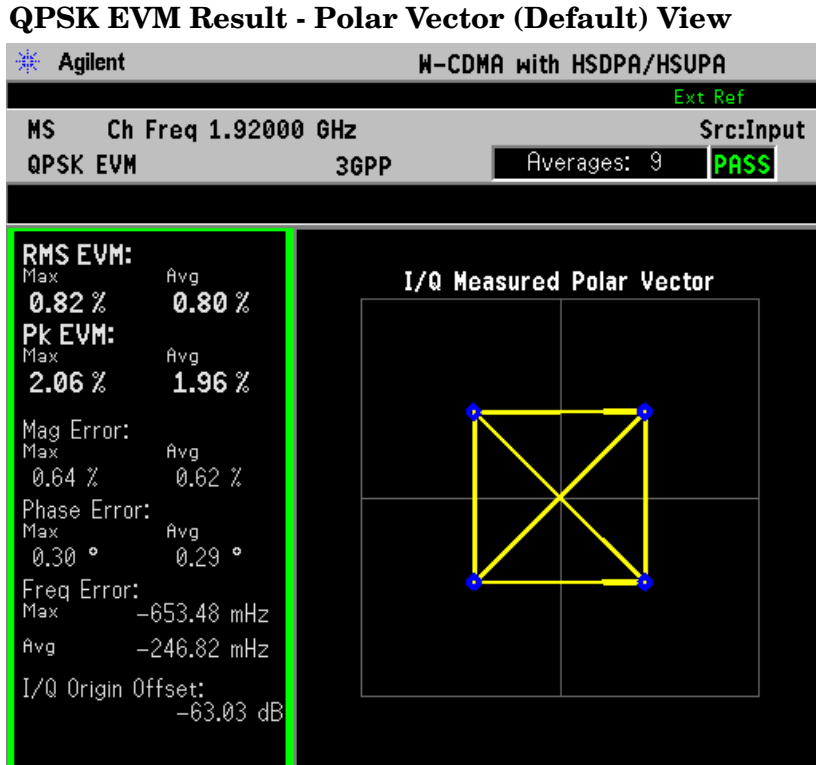 QPSK EVM Result - Polar Vector (Default) View
Agilent W-CDMA with HSDPA/HSUPA
Ext Ref
MS Ch Freq 1.92000 GHz Src:Input
QPSK EVM 3GPP Averages: 9 PASS
RMS EVM:
Max Avg
0.82 % 0.80 %
Pk EVM:
Max Avg
2.06 % 1.96 %
Mag Error:
Max Avg
0.64 % 0.62 %
Phase Error:
Max Avg
0.30 ° 0.29 °
Freq Error:
Max -653.48 mHz
Avg -246.82 mHz
I/Q Origin Offset:
-63.03 dB
I/Q Measured Polar Vector